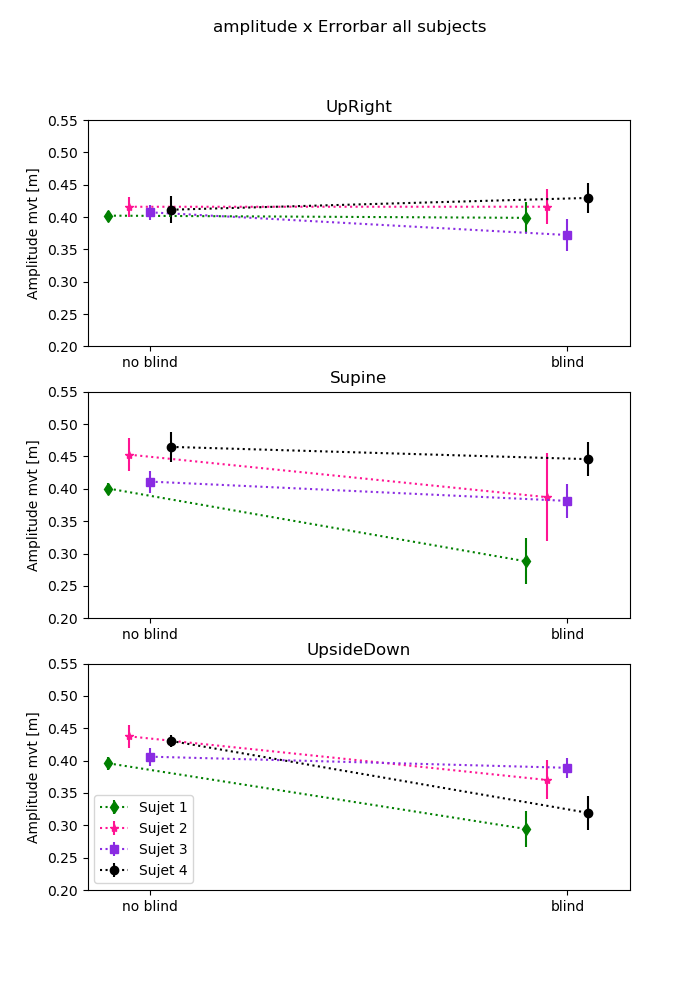 amplitude x Errorbar all subjects
UpRight
Amplitude mvt [m]
0.55
0.50
0.45
0.40
0.35
0.30
0.25
0.20
no blind
blind
Supine
Amplitude mvt [m]
0.55
0.50
0.45
0.40
0.35
0.30
0.25
0.20
no blind
blind
UpsideDown
Amplitude mvt [m]
0.55
0.50
0.45
0.40
0.35
0.30
0.25
0.20
Sujet 1
Sujet 2
Sujet 3
Sujet 4
no blind
blind